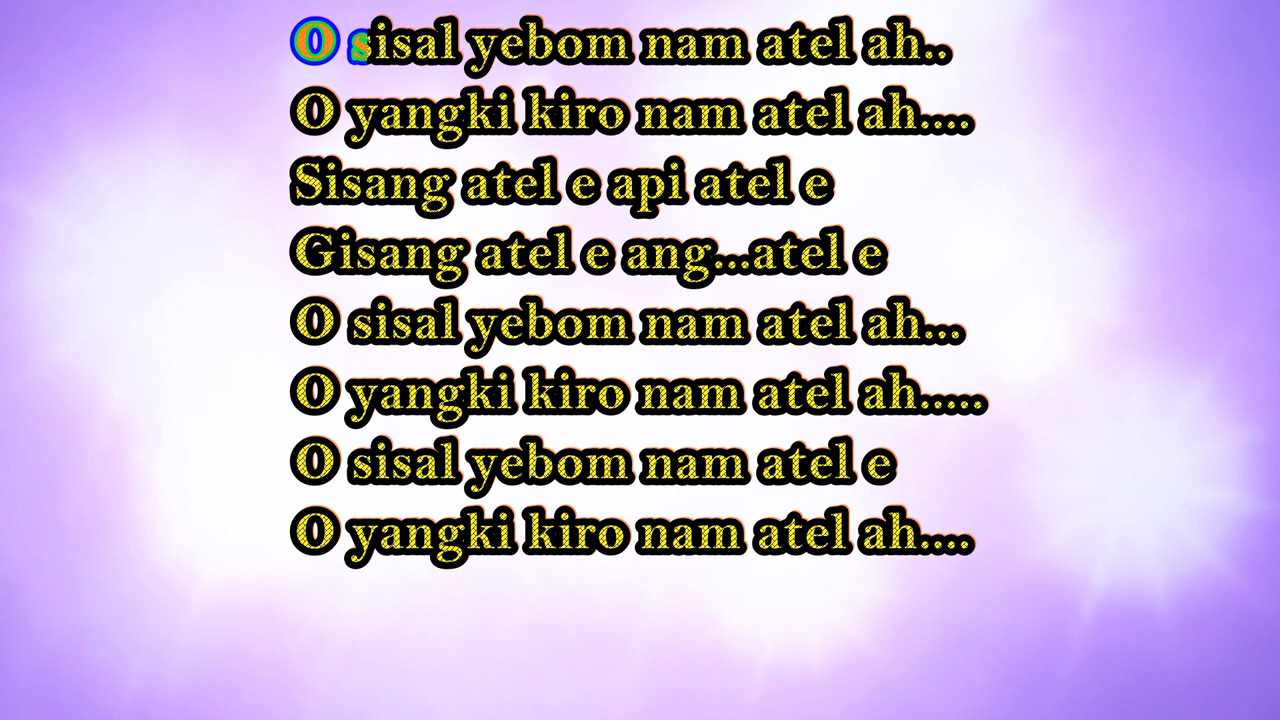 O sisal yebom nam atel ah..
O yangki kiro nam atel ah....
Sisang atel e api atel e
Gisang atel e ang...atel e
O sisal yebom nam atel ah...
O yangki kiro nam atel ah.....
O sisal yebom nam atel e
O yangki kiro nam atel ah....